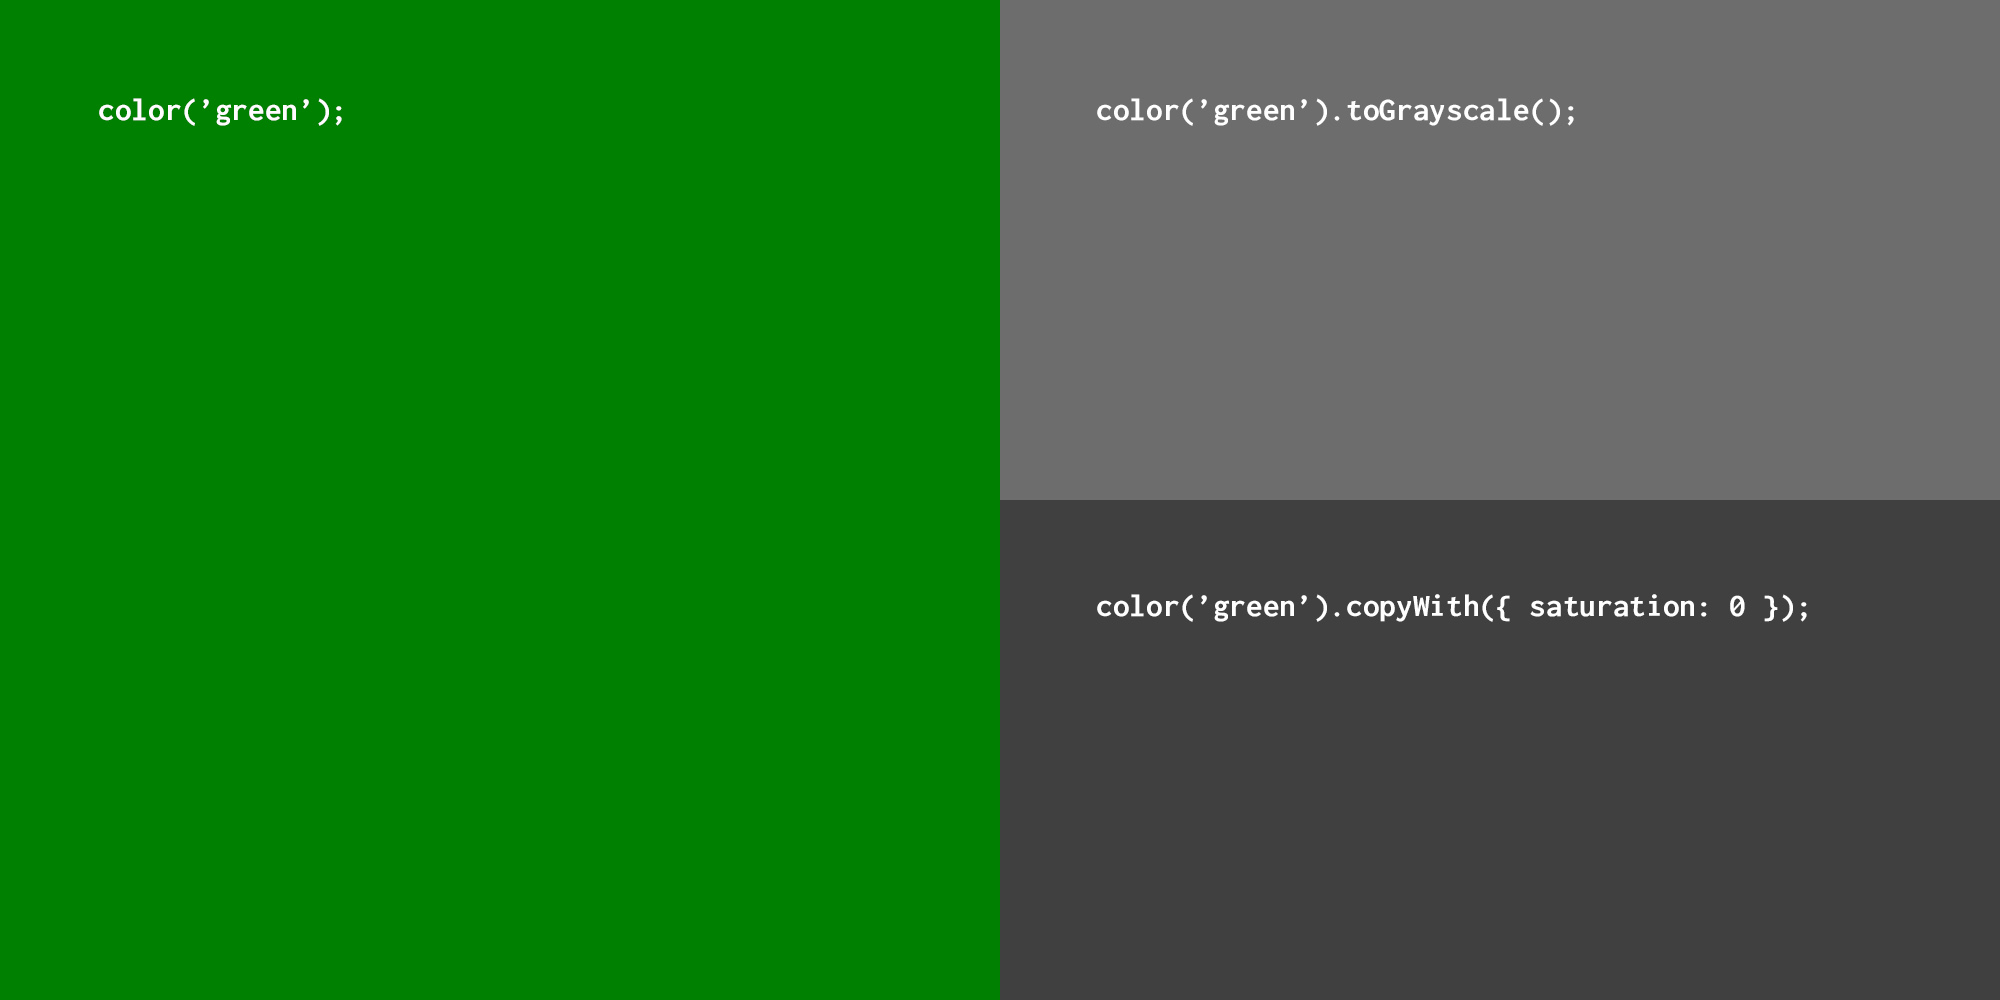 color(’green’);
color(’green’).toGrayscale();
color(’green’).copyWith({ saturation: 0 });